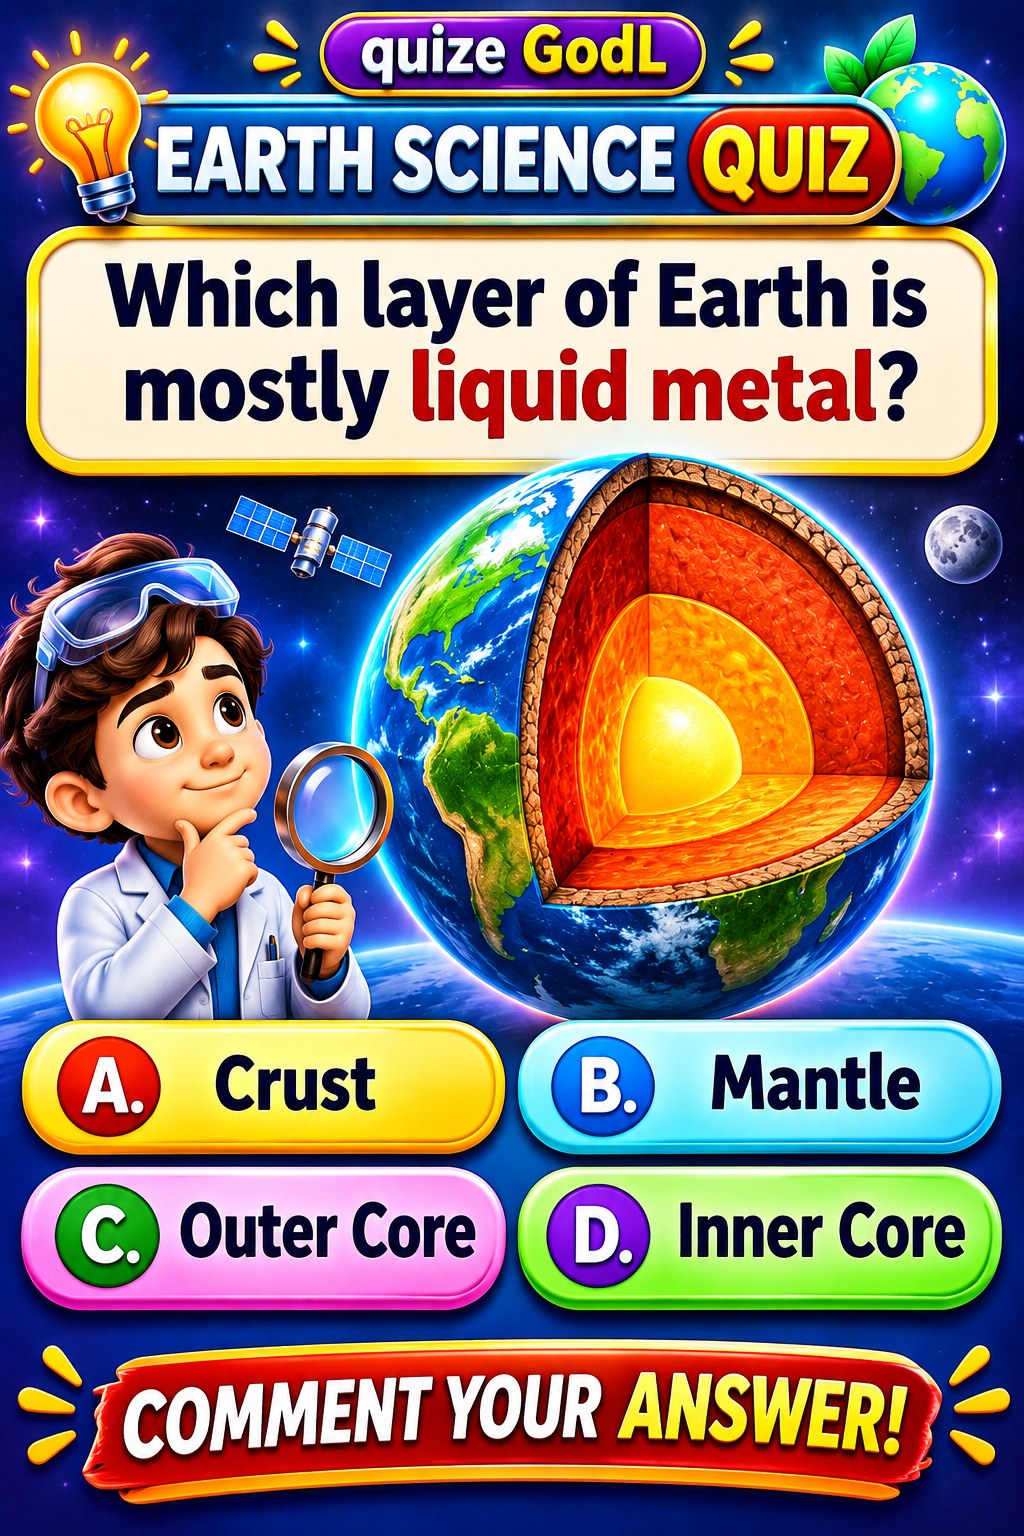 quize GodL
EARTH SCIENCE QUIZ
Which layer of Earth is
mostly liquid metal?
A. Crust
B. Mantle
C. Outer Core
D. Inner Core
COMMENT YOUR ANSWER!